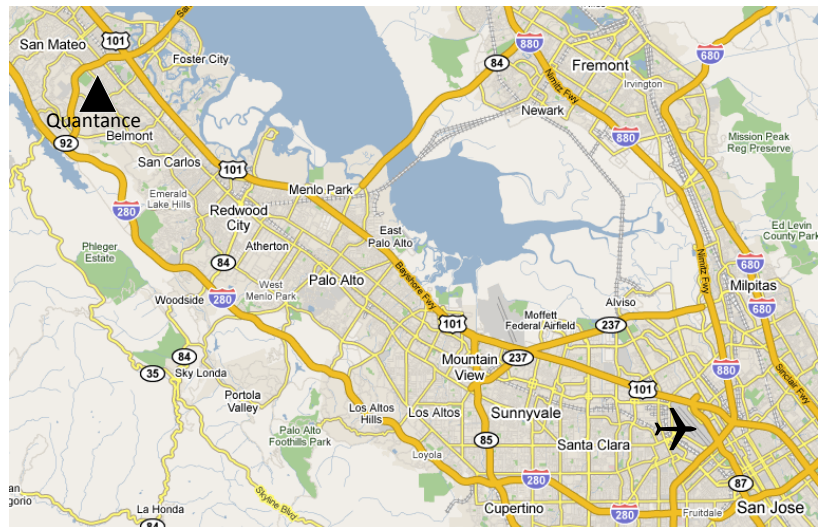 San Mateo
101
Foster City
Quantance
92
Belmont
San Carlos
101
Emerald
Lake Hills
280
Redwood
City
Menlo Park
Phleger
Estate
84
Atherton
East
Palo Alto
West
Menlo Park
Palo Alto
Woodside
280
Bayshore Fwy
84
Sky Londa
35
Portola
Valley
Los Altos
Hills
Los Altos
Palo Alto
Foothills Park
Loyola
Skyline Blvd
La Honda
84
an
gorio
880
84
Fremont
Nimitz Fwy
Irvington
680
Newark
880
Mission Peak
Reg Preserve
Ed Levin
County Park
Nimitz Fwy
680
Milpitas
680
Alviso
237
Moffett
Federal Airfield
101
237
Mountain
View
880
Sinclair Fwy
101
Sunnyvale
85
Santa Clara
280
Cupertino
280
87
Fruitdale
San Jose